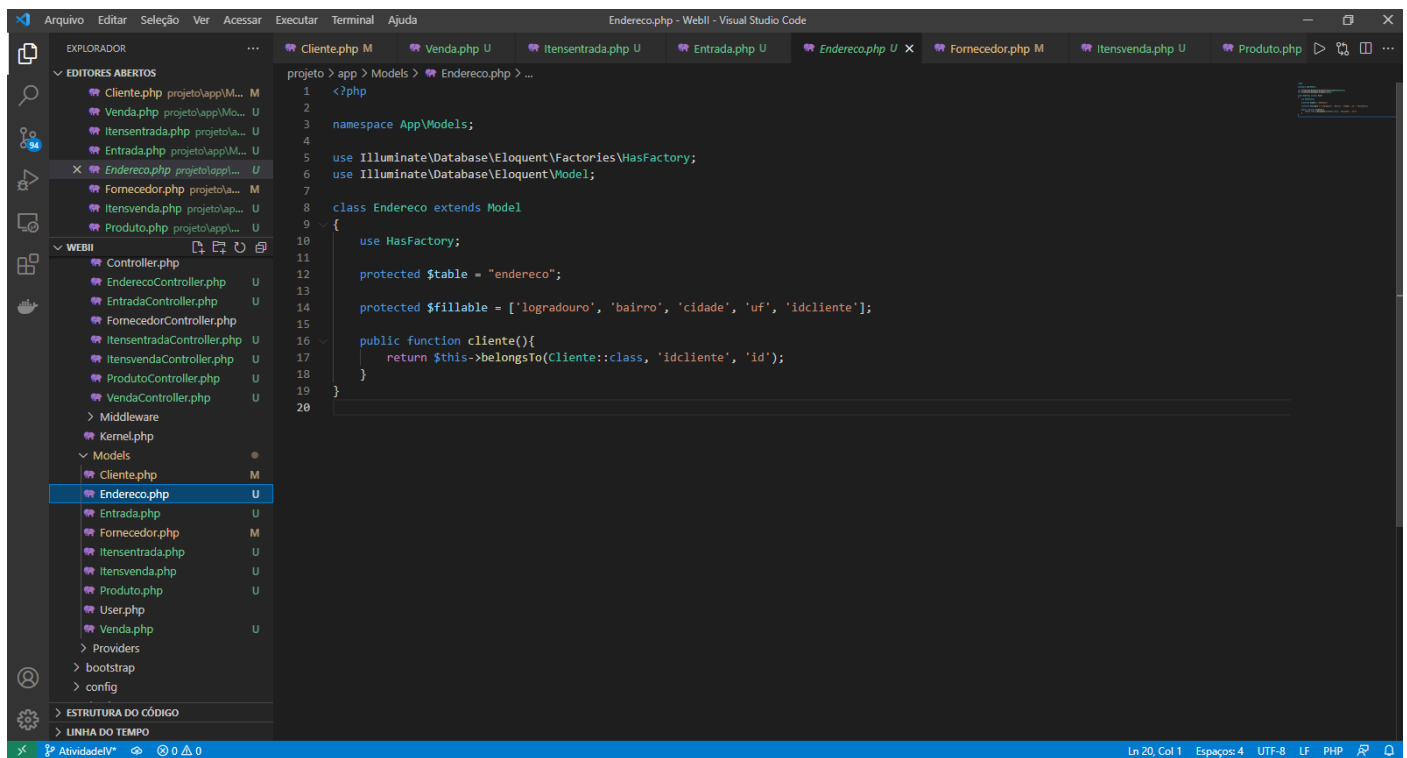 Arquivo Editar Seleção Ver Acessar Executar Terminal Ajuda Endereco.php - WebII - Visual Studio Code
EXPLORADOR ...
Cliente.php M Venda.php U Itensentrada.php U Entrada.php U Endereco.php U Fornecedor.php M Itensvenda.php U Produto.php
EDITORES ABERTOS
Cliente.php projeto\app\M... M
Venda.php projeto\app\Mo... U
Itensentrada.php projeto\a... U
Entrada.php projeto\app\M... U
Endereco.php projeto\app\... U
Fornecedor.php projeto\a... M
Itensvenda.php projeto\ap... U
Produto.php projeto\app\... U
94
WEBII
Controller.php
EnderecoController.php U
EntradaController.php U
FornecedorController.php
ItensentradaController.php U
ItensvendaController.php U
ProdutoController.php U
VendaController.php U
Middleware
Kernel.php
Models
Cliente.php M
Endereco.php U
Entrada.php U
Fornecedor.php M
Itensentrada.php U
Itensvenda.php U
Produto.php U
User.php
Venda.php U
Providers
bootstrap
config
ESTRUTURA DO CÓDIGO
LINHA DO TEMPO
projeto > app > Models > Endereco.php > ...
1 <?php
2
3 namespace App\Models;
4
5 use Illuminate\Database\Eloquent\Factories\HasFactory;
6 use Illuminate\Database\Eloquent\Model;
7
8 class Endereco extends Model
9 {
10 use HasFactory;
11
12 protected $table = "endereco";
13
14 protected $fillable = ['logradouro', 'bairro', 'cidade', 'uf', 'idcliente'];
15
16 public function cliente(){
17 return $this->belongsTo(Cliente::class, 'idcliente', 'id');
18 }
19 }
20
AtividadeIV* 0 0 Ln 20, Col 1 Espaços: 4 UTF-8 LF PHP